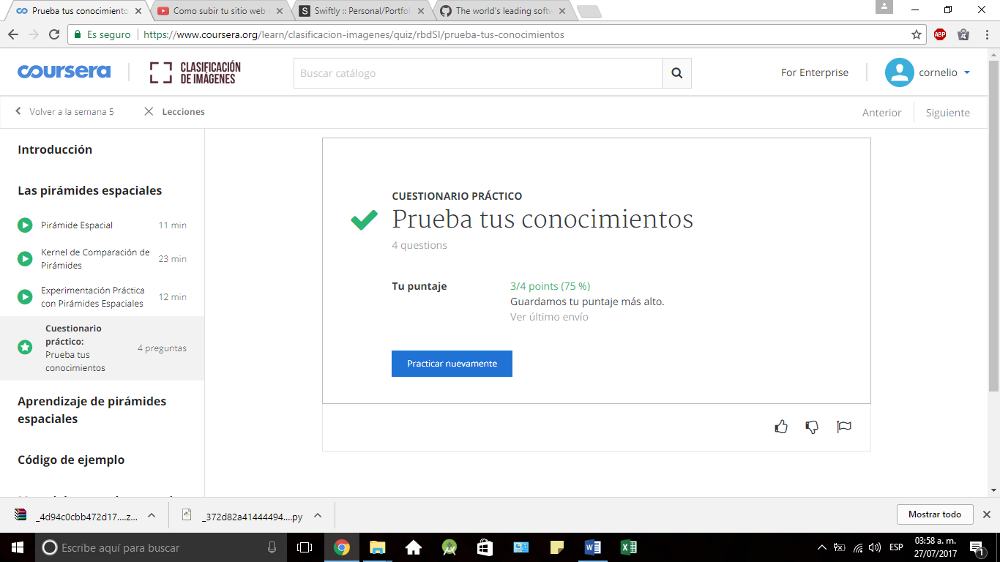 Prueba tus conocimiento
Como subir tu sitio web
Swiftly :: Personal/Portfol
The world's leading softw
Es seguro
https://www.coursera.org/learn/clasificacion-imagenes/quiz/rbdSI/prueba-tus-conocimientos
ABP
coursera
CLASIFICACIÓN
DE IMÁGENES
Buscar catálogo
For Enterprise
cornelio
Volver a la semana 5
Lecciones
Anterior
Siguiente
Introducción
Las pirámides espaciales
Pirámide Espacial
11 min
Kernel de Comparación de
Pirámides
23 min
Experimentación Práctica
con Pirámides Espaciales
12 min
Cuestionario
práctico:
Prueba tus
conocimientos
4 preguntas
Aprendizaje de pirámides
espaciales
Código de ejemplo
CUESTIONARIO PRÁCTICO
Prueba tus conocimientos
4 questions
Tu puntaje
3/4 points (75 %)
Guardamos tu puntaje más alto.
Ver último envío
Practicar nuevamente
_4d94c0cbb472d17....z...
_372d82a41444494....py
Mostrar todo
Escribe aquí para buscar
ESP
03:58 a. m.
27/07/2017
1